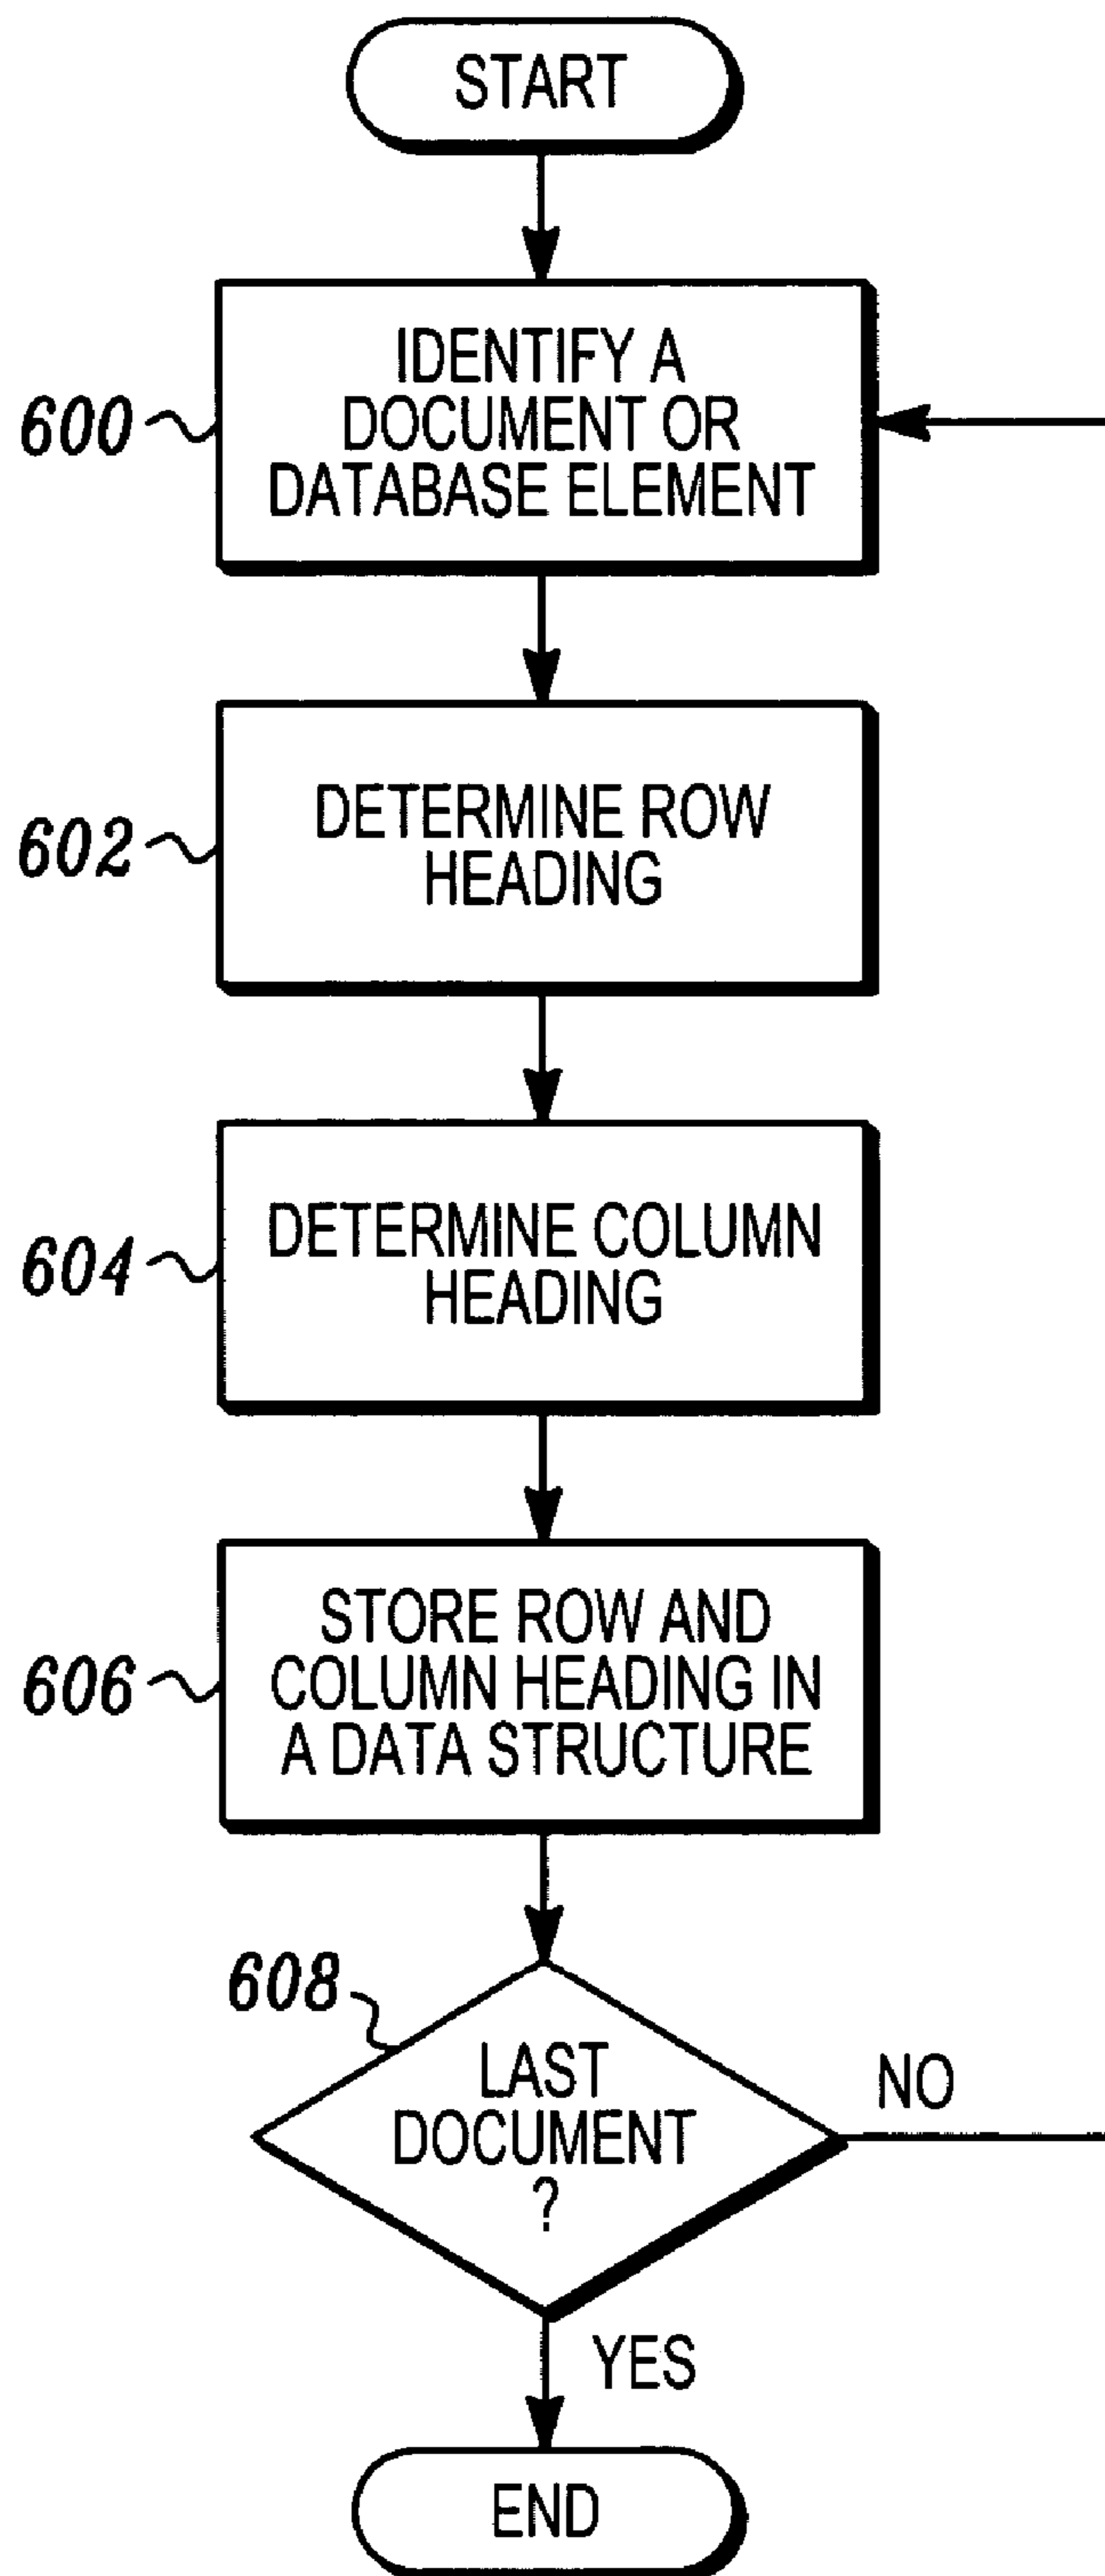 START
600
IDENTIFY A
DOCUMENT OR
DATABASE ELEMENT
602
DETERMINE ROW
HEADING
604
DETERMINE COLUMN
HEADING
606
STORE ROW AND
COLUMN HEADING IN
A DATA STRUCTURE
608
LAST
DOCUMENT
?
NO
YES
END